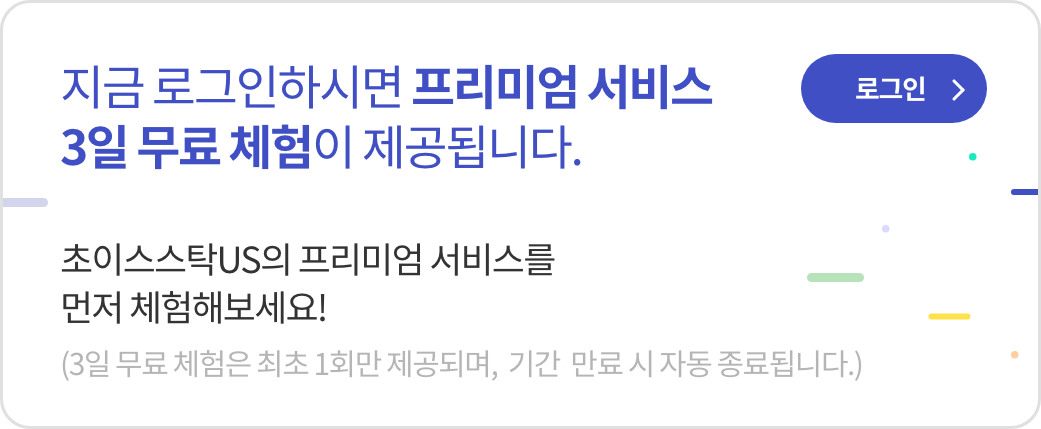 지금 로그인하시면 프리미엄 서비스
3일 무료 체험이 제공됩니다.
로그인
초이스스탁US의 프리미엄 서비스를
먼저 체험해보세요!
(3일 무료 체험은 최초 1회만 제공되며, 기간 만료 시 자동 종료됩니다.)